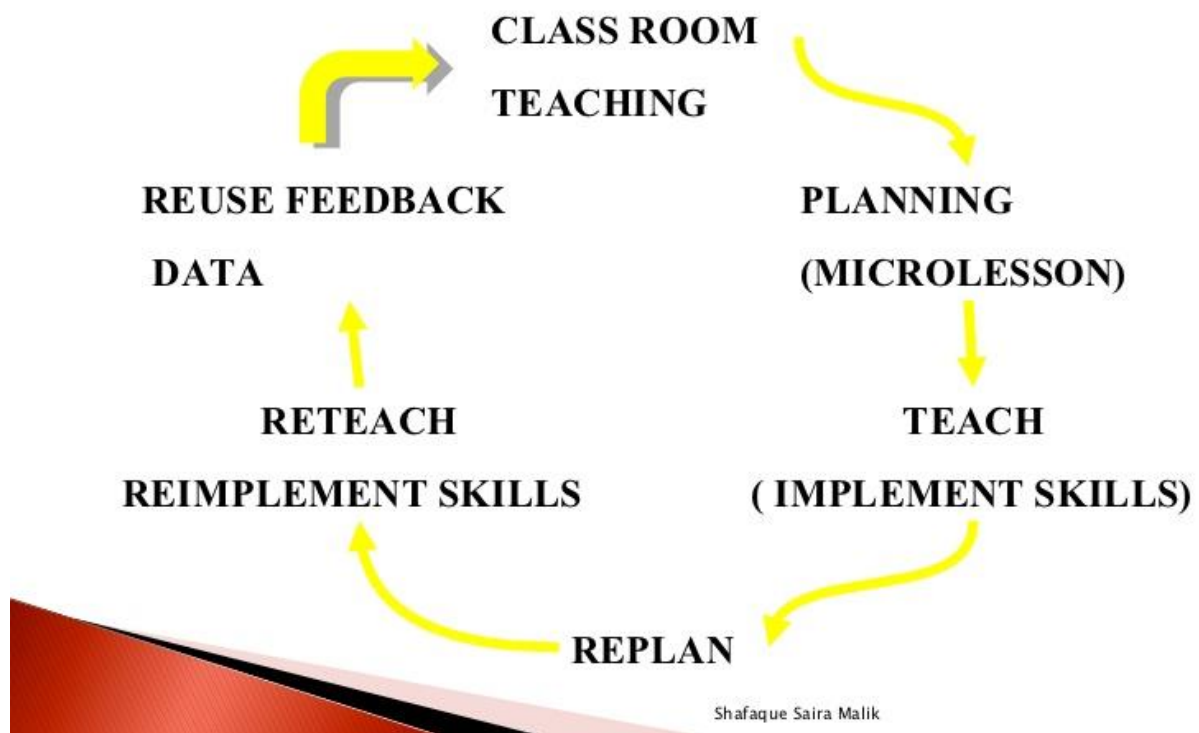 CLASS ROOM
TEACHING
PLANNING
(MICROLESSON)
TEACH
( IMPLEMENT SKILLS)
REPLAN
RETEACH
REIMPLEMENT SKILLS
REUSE FEEDBACK
DATA
Shafaque Saira Malik